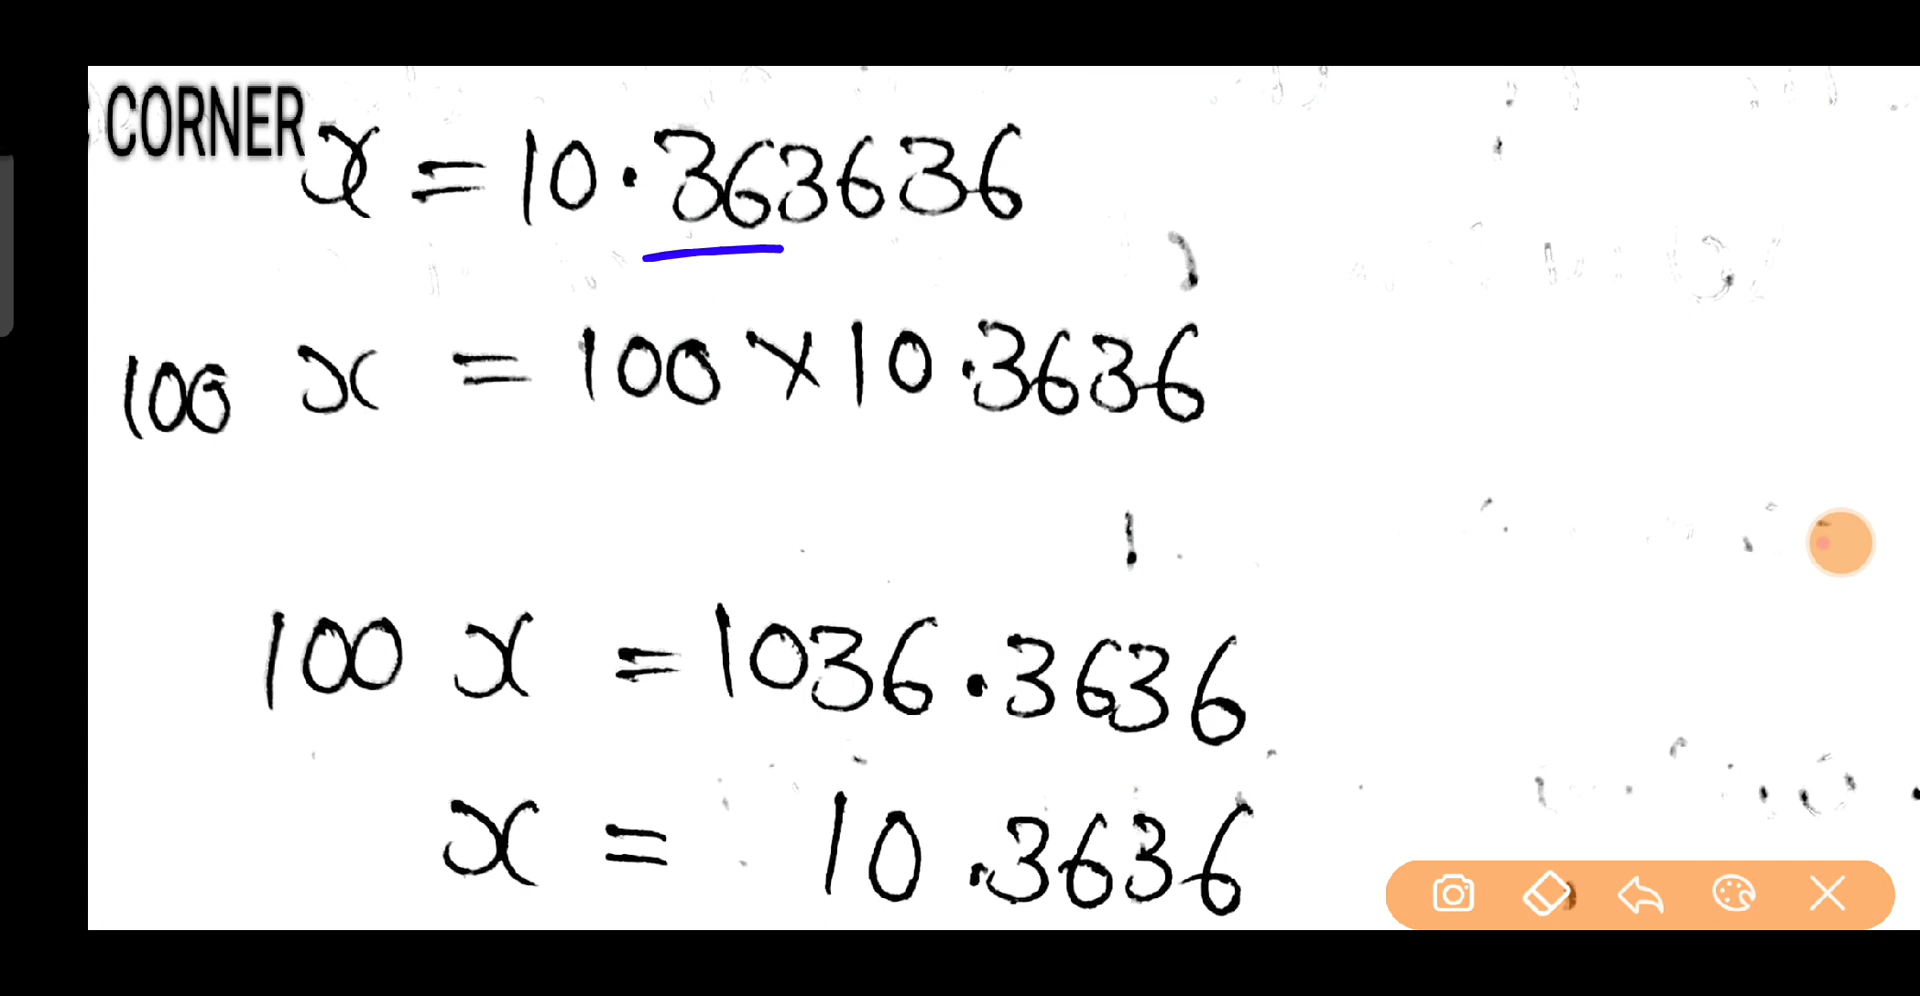 CORNER
x = 10.363636
100 x = 100 × 10.3636
100 x = 1036.3636
x = 10.3636